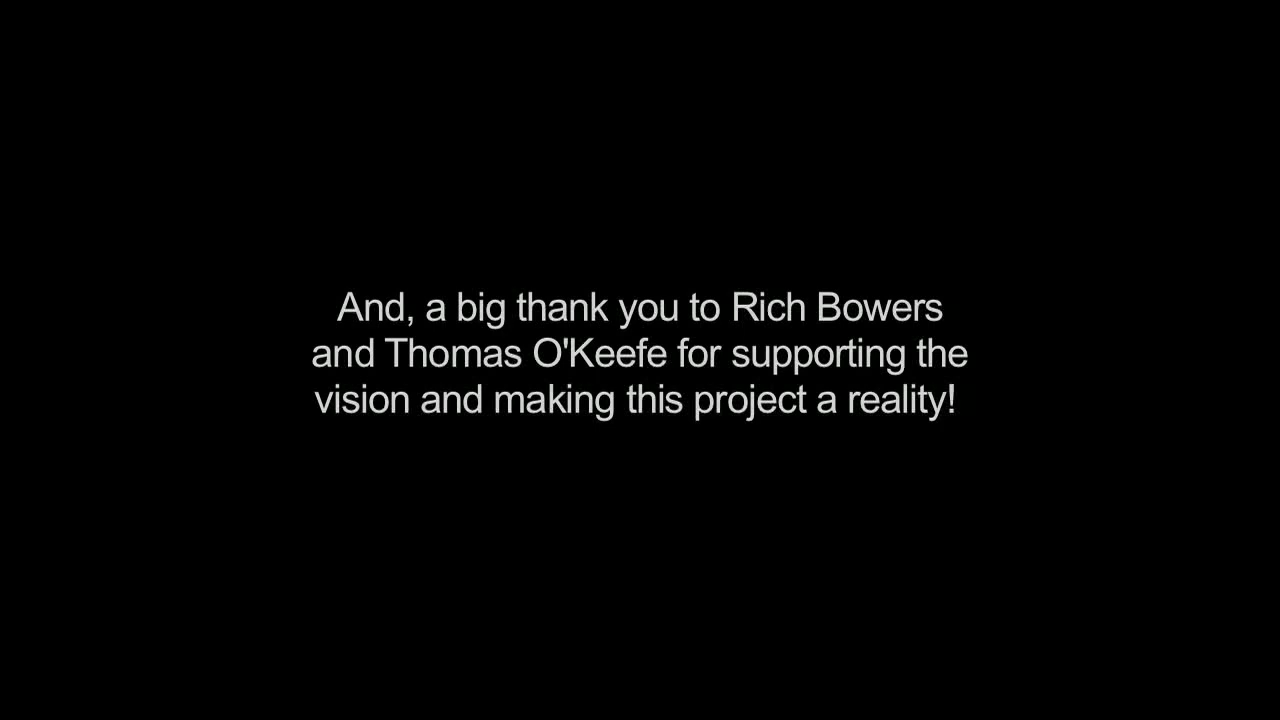 And, a big thank you to Rich Bowers
and Thomas O'Keefe for supporting the
vision and making this project a reality!